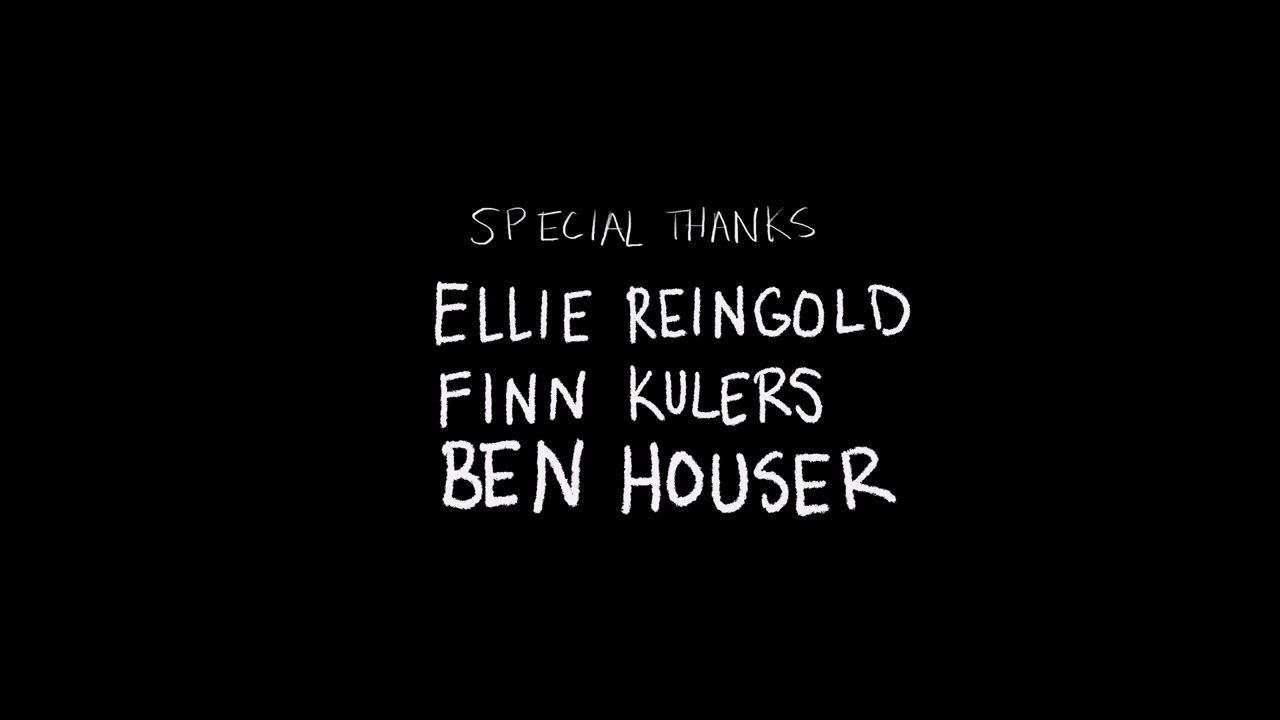 SPECIAL THANKS
ELLIE REINGOLD
FINN KULERS
BEN HOUSER